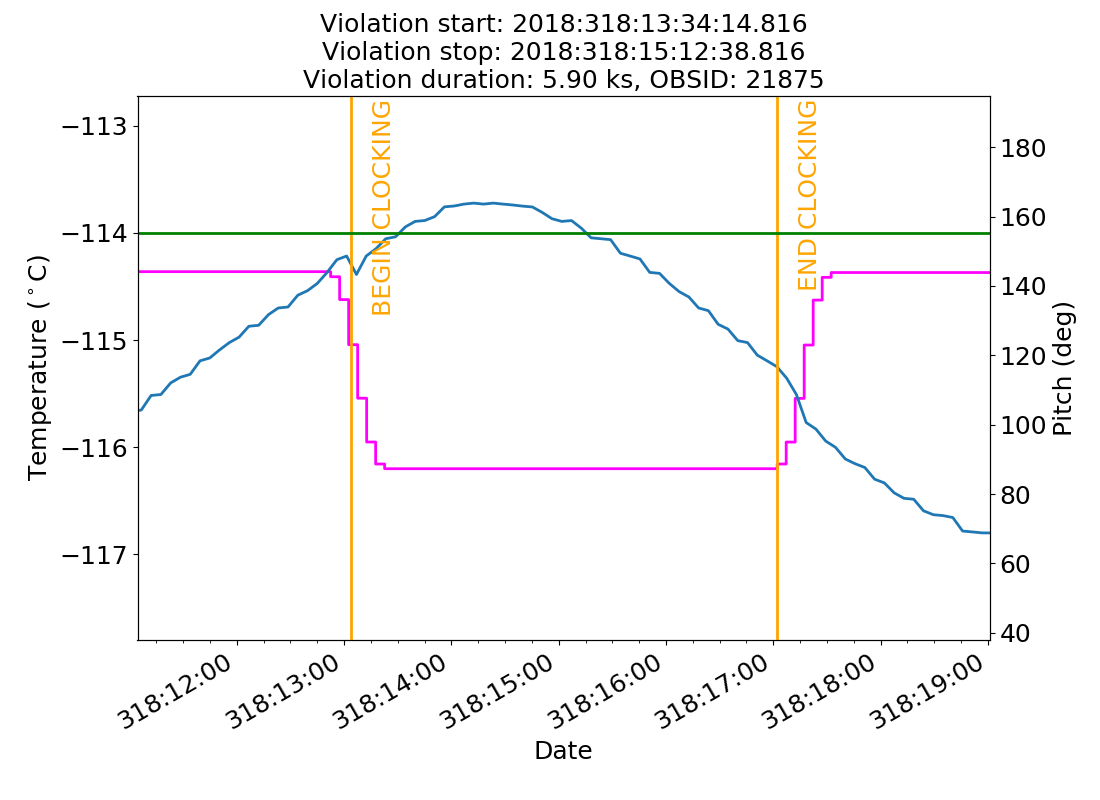 Violation start: 2018:318:13:34:14.816
Violation stop: 2018:318:15:12:38.816
Violation duration: 5.90 ks, OBSID: 21875
BEGIN CLOCKING
END CLOCKING
Temperature (°C)
−113
−114
−115
−116
−117
Pitch (deg)
180
160
140
120
100
80
60
40
318:12:00
318:13:00
318:14:00
318:15:00
318:16:00
318:17:00
318:18:00
318:19:00
Date